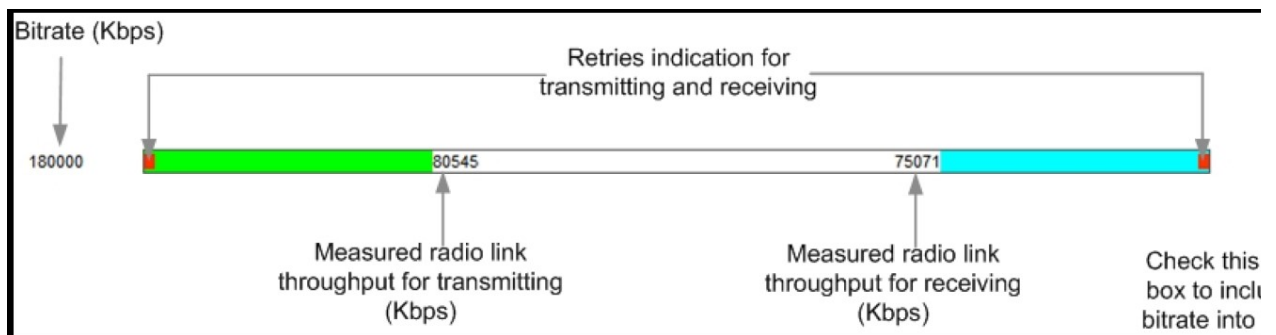 Bitrate (Kbps)
Retries indication for
transmitting and receiving
180000
80545
75071
Measured radio link
throughput for transmitting
(Kbps)
Measured radio link
throughput for receiving
(Kbps)
Check this
box to inclu
bitrate into